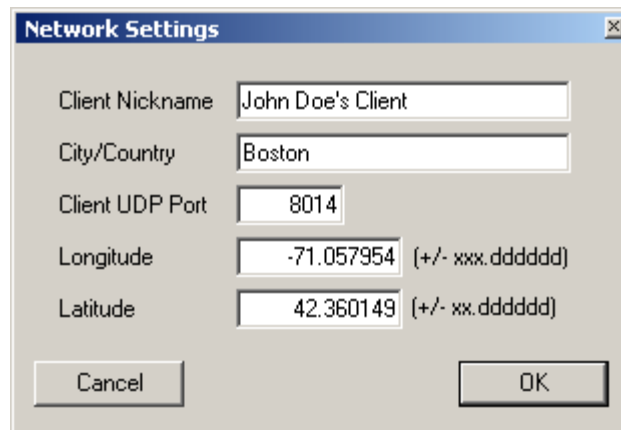 Network Settings
Client Nickname John Doe's Client
City/Country Boston
Client UDP Port 8014
Longitude -71.057954 (+/- xxx.dddddd)
Latitude 42.360149 (+/- xx.dddddd)
Cancel OK